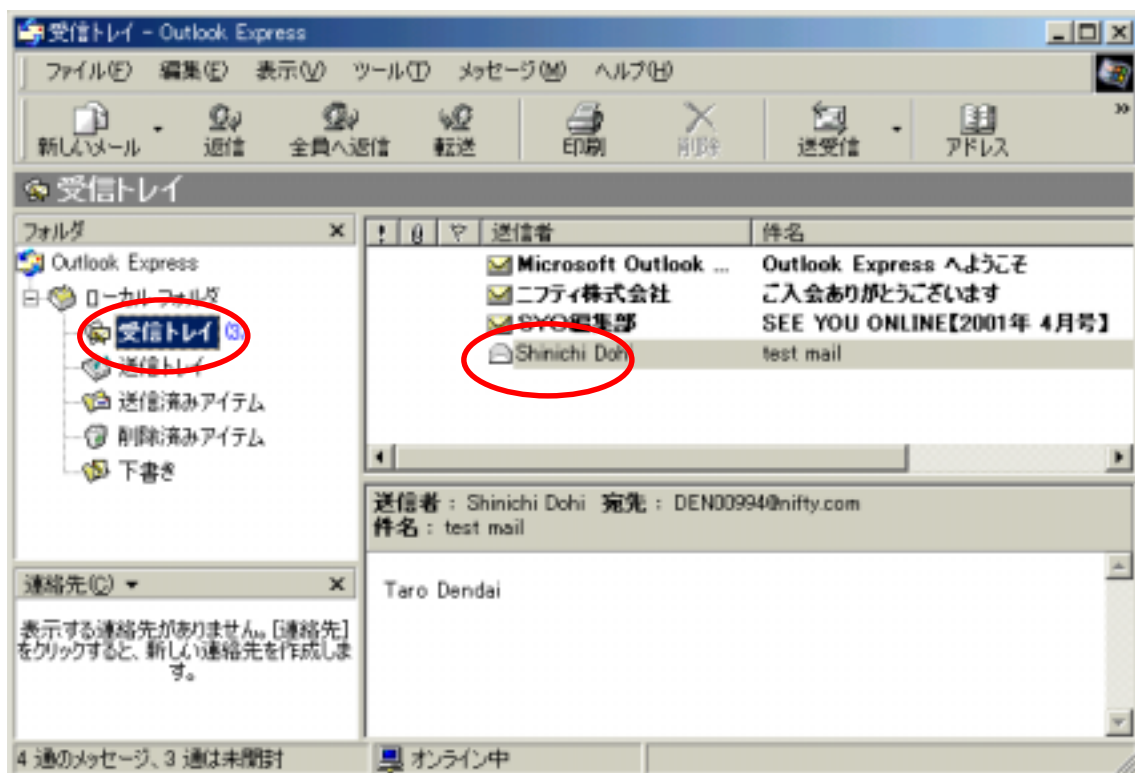 受信トレイ - Outlook Express
ファイル(F) 編集(E) 表示(V) ツール(T) メッセージ(M) ヘルプ(H)
新しいメール 返信 全員へ返信 転送 印刷 削除 送受信 アドレス
受信トレイ
フォルダ
! 送信者 件名
Outlook Express
Microsoft Outlook ... Outlook Express へようこそ
ローカル フォルダ
ニフティ株式会社 ご入会ありがとうございます
受信トレイ (3)
SYO編集部 SEE YOU ONLINE【2001年 4月号】
送信トレイ
Shinichi Dohi test mail
送信済みアイテム
削除済みアイテム
下書き
送信者 : Shinichi Dohi 宛先 : DEN00994@nifty.com
件名 : test mail
連絡先(C)
Taro Dendai
表示する連絡先がありません。[連絡先]
をクリックすると、新しい連絡先を作成しま
す。
4 通のメッセージ、3 通は未開封 オンライン中